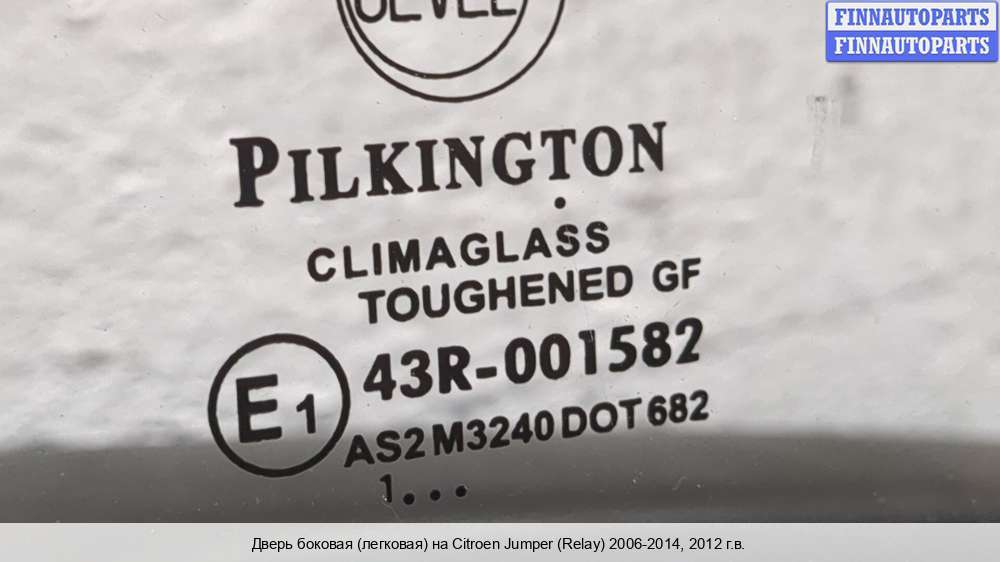 FINNAUTOPARTS
FINNAUTOPARTS
PILKINGTON
CLIMAGLASS
TOUGHENED GF
E1
43R-001582
AS2 M3240 DOT 682
1...
Дверь боковая (легковая) на Citroen Jumper (Relay) 2006-2014, 2012 г.в.